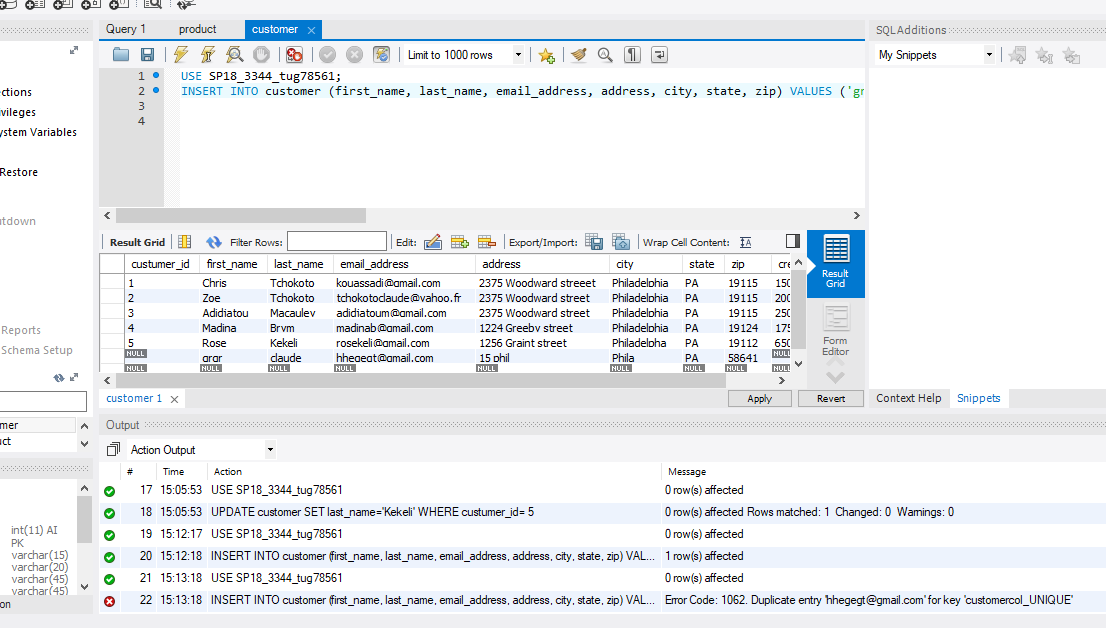 Query 1 product customer
SQLAdditions
Limit to 1000 rows
My Snippets
1 USE SP18_3344_tug78561;
2 INSERT INTO customer (first_name, last_name, email_address, address, city, state, zip) VALUES ('gr
3
4
ections
vileges
ystem Variables
Restore
tdown
Reports
Schema Setup
Result Grid Filter Rows: Edit: Export/Import: Wrap Cell Content:
custumer_id first_name last_name email_address address city state zip cre
1 Chris Tchokoto kouassadi@gmail.com 2375 Woodward streeet Philadelphia PA 19115 150
2 Zoe Tchokoto tchokotoclaude@yahoo.fr 2375 Woodward street Philadelphia PA 19115 200
3 Adidiatou Macauley adidiatoum@gmail.com 2375 Woodward street Philadelphia PA 19115 250
4 Madina Brym madinab@gmail.com 1224 Greeby street Philadelphia PA 19124 175
5 Rose Kekeli rosekeli@gmail.com 1256 Graint street Philadelpha PA 19112 650
NULL grgr claude hhegegt@gmail.com 15 phil Phila PA 58641 NULL
NULL NULL NULL NULL NULL NULL NULL NULL NULL
Result
Grid
Form
Editor
customer 1
Apply Revert
Context Help Snippets
mer
ct
Output
Action Output
# Time Action Message
17 15:05:53 USE SP18_3344_tug78561 0 row(s) affected
18 15:05:53 UPDATE customer SET last_name='Kekeli' WHERE custumer_id= 5 0 row(s) affected Rows matched: 1 Changed: 0 Warnings: 0
19 15:12:17 USE SP18_3344_tug78561 0 row(s) affected
20 15:12:18 INSERT INTO customer (first_name, last_name, email_address, address, city, state, zip) VAL... 1 row(s) affected
21 15:13:18 USE SP18_3344_tug78561 0 row(s) affected
22 15:13:18 INSERT INTO customer (first_name, last_name, email_address, address, city, state, zip) VAL... Error Code: 1062. Duplicate entry 'hhegegt@gmail.com' for key 'customercol_UNIQUE'
int(11) AI
PK
varchar(15)
varchar(20)
varchar(45)
varchar(45)
on